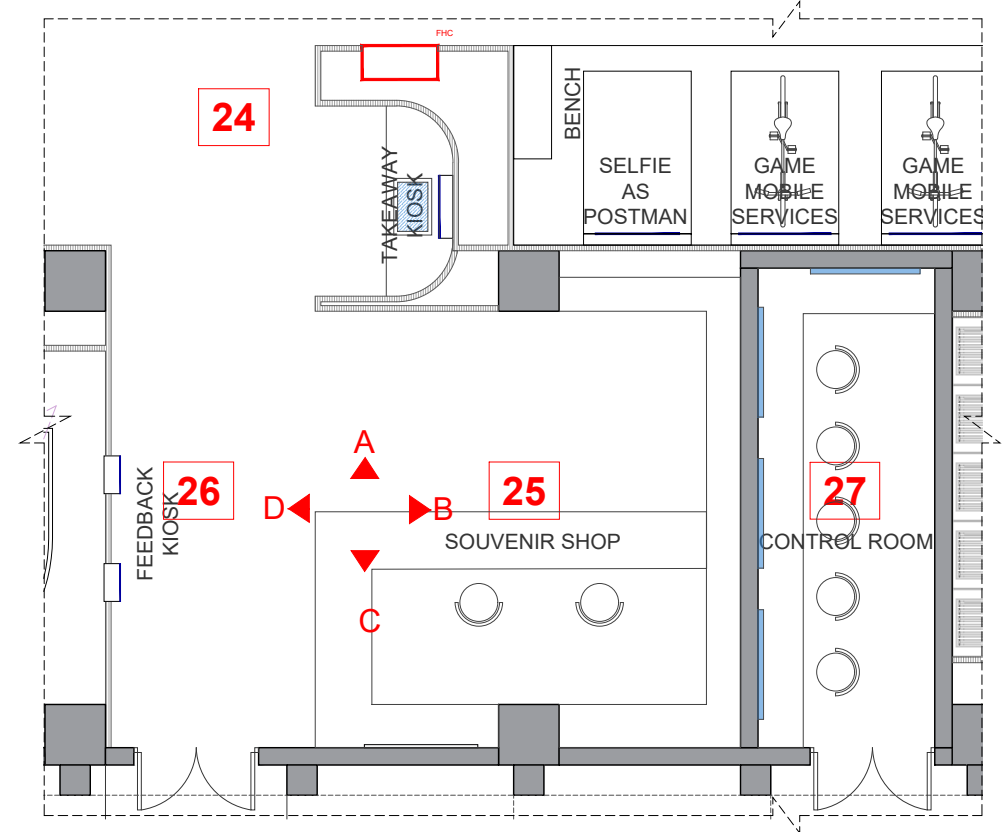 FHC
24
BENCH
SELFIE
AS
POSTMAN
GAME
MOBILE
SERVICES
GAME
MOBILE
SERVICES
TAKEAWAY
KIOSK
A
26
FEEDBACK
KIOSK
D
B
25
SOUVENIR SHOP
C
27
CONTROL ROOM